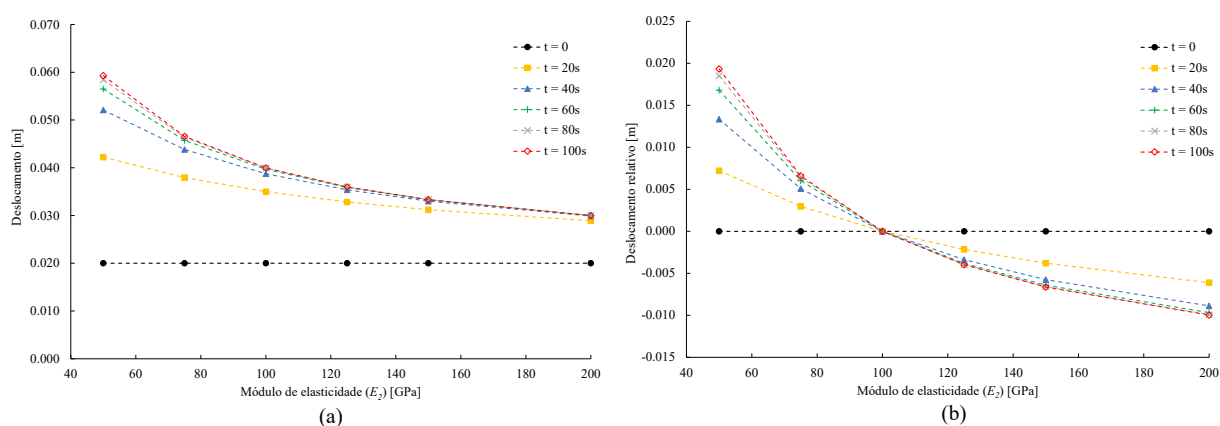 0.070
0.060
0.050
0.040
0.030
0.020
0.010
0.000
Deslocamento [m]
40 60 80 100 120 140 160 180 200
Módulo de elasticidade (E2) [GPa]
t = 0
t = 20s
t = 40s
t = 60s
t = 80s
t = 100s
(a)
0.025
0.020
0.015
0.010
0.005
0.000
-0.005
-0.010
-0.015
Deslocamento relativo [m]
40 60 80 100 120 140 160 180 200
Módulo de elasticidade (E2) [GPa]
t = 0
t = 20s
t = 40s
t = 60s
t = 80s
t = 100s
(b)